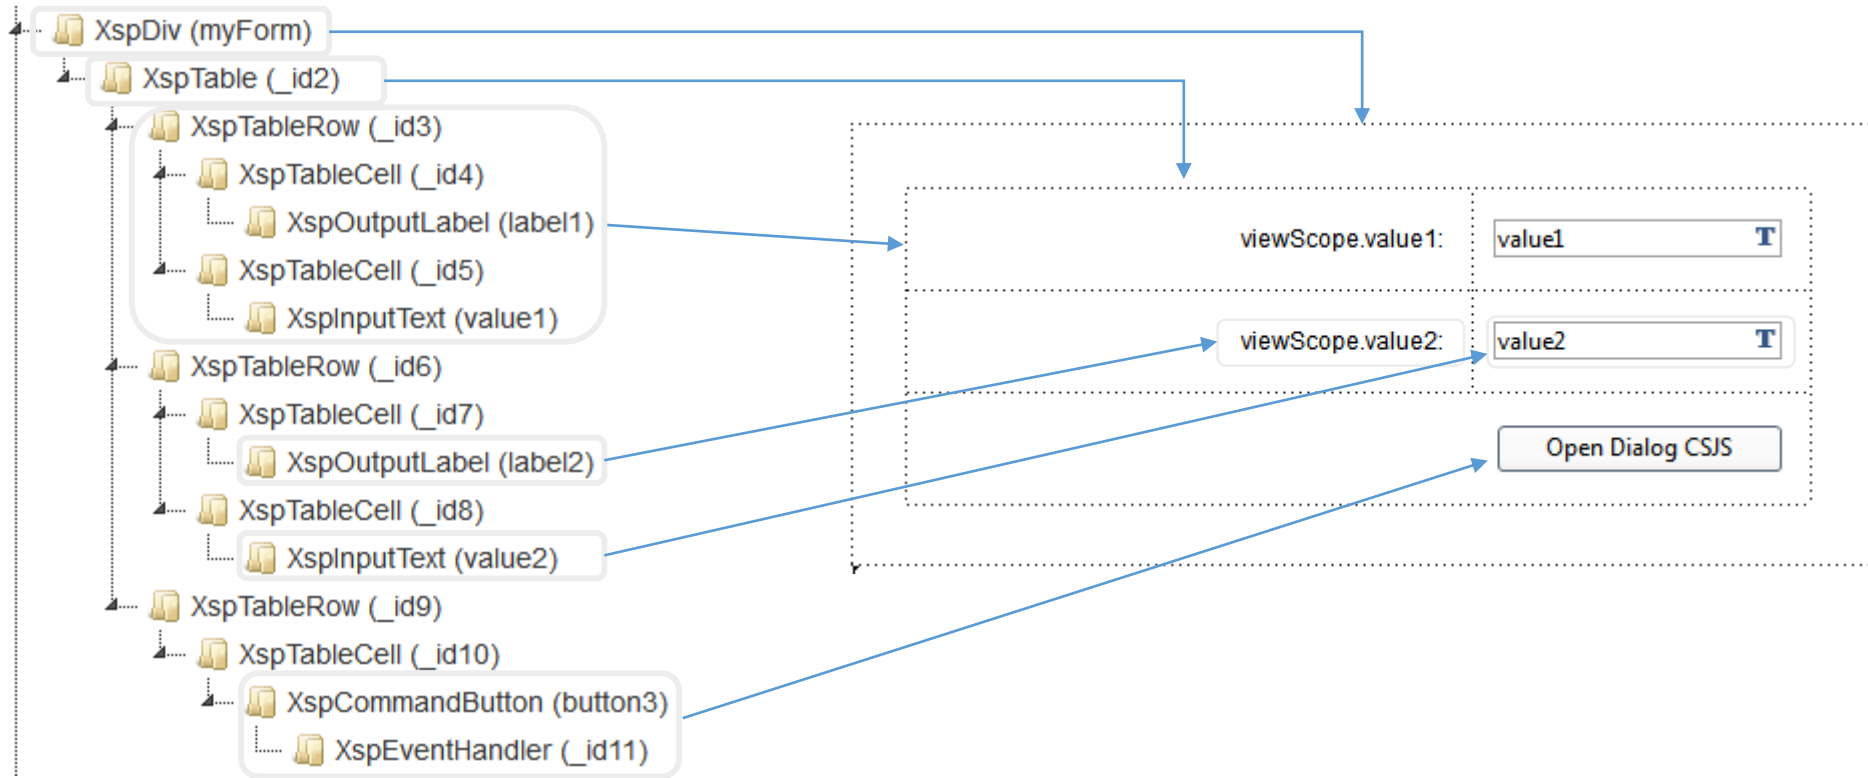 XspDiv (myForm)
XspTable (_id2)
XspTableRow (_id3)
XspTableCell (_id4)
XspOutputLabel (label1)
XspTableCell (_id5)
XspInputText (value1)
XspTableRow (_id6)
XspTableCell (_id7)
XspOutputLabel (label2)
XspTableCell (_id8)
XspInputText (value2)
XspTableRow (_id9)
XspTableCell (_id10)
XspCommandButton (button3)
XspEventHandler (_id11)
viewScope.value1: value1 T
viewScope.value2: value2 T
Open Dialog CSJS